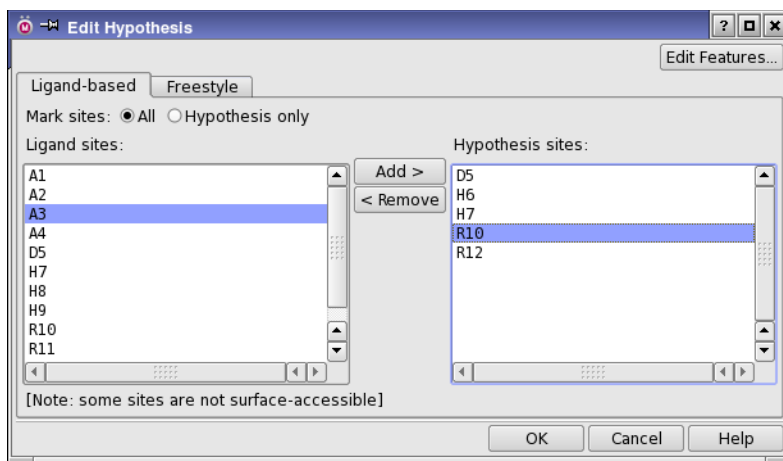 Edit Hypothesis
Edit Features...
Ligand-based
Freestyle
Mark sites: All Hypothesis only
Ligand sites:
A1
A2
A3
A4
D5
H7
H8
H9
R10
R11
Add >
< Remove
Hypothesis sites:
D5
H6
H7
R10
R12
[Note: some sites are not surface-accessible]
OK
Cancel
Help